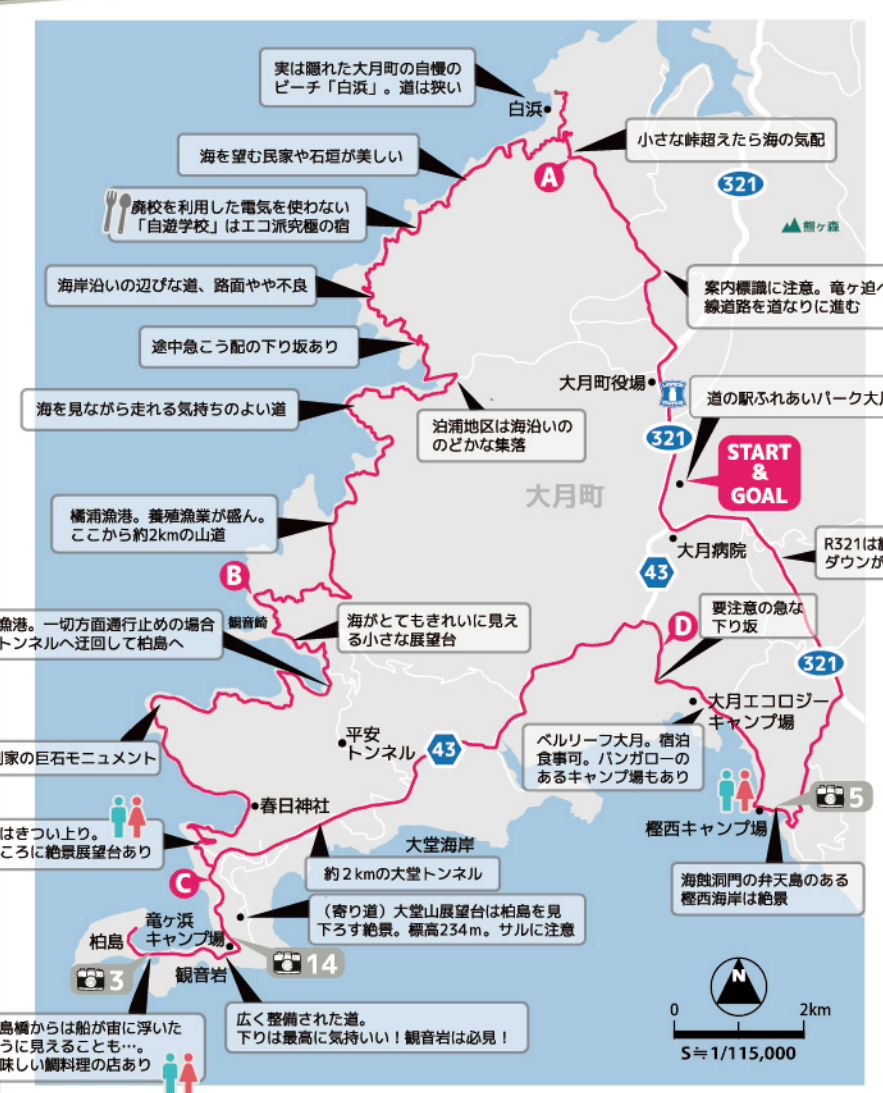 実は隠れた大月町の自慢の
ビーチ「白浜」。道は狭い
白浜
小さな峠超えたら海の気配
海を望む民家や石垣が美しい
A
321
熊ヶ森
廃校を利用した電気を使わない
「自遊学校」はエコ派究極の宿
海岸沿いの辺ぴな道、路面やや不良
案内標識に注意。竜ヶ迫へ
線道路を道なりに進む
途中急こう配の下り坂あり
大月町役場
道の駅ふれあいパーク大月
海を見ながら走れる気持ちのよい道
泊浦地区は海沿いの
のどかな集落
321
START
&
GOAL
大月町
橘浦漁港。養殖漁業が盛ん。
ここから約2kmの山道
大月病院
R321は
ダウンが
B
43
観音崎
漁港。一切方面通行止めの場合
トンネルへ迂回して柏島へ
海がとてもきれいに見え
る小さな展望台
D
要注意の急な
下り坂
321
大月エコロジー
キャンプ場
平安
トンネル
43
ベルリーフ大月。宿泊
食事可。バンガローの
あるキャンプ場もあり
家の巨石モニュメント
春日神社
5
樫西キャンプ場
はきつい上り。
ころに絶景展望台あり
大堂海岸
約2kmの大堂トンネル
C
海蝕洞門の弁天島のある
樫西海岸は絶景
(寄り道)大堂山展望台は柏島を見
下ろす絶景。標高234m。サルに注意
竜ヶ浜
キャンプ場
柏島
3
観音岩
14
N
0 2km
S≒1/115,000
広く整備された道。
下りは最高に気持いい!観音岩は必見!
島橋からは船が宙に浮いた
うに見えることも…。
味しい鯛料理の店あり